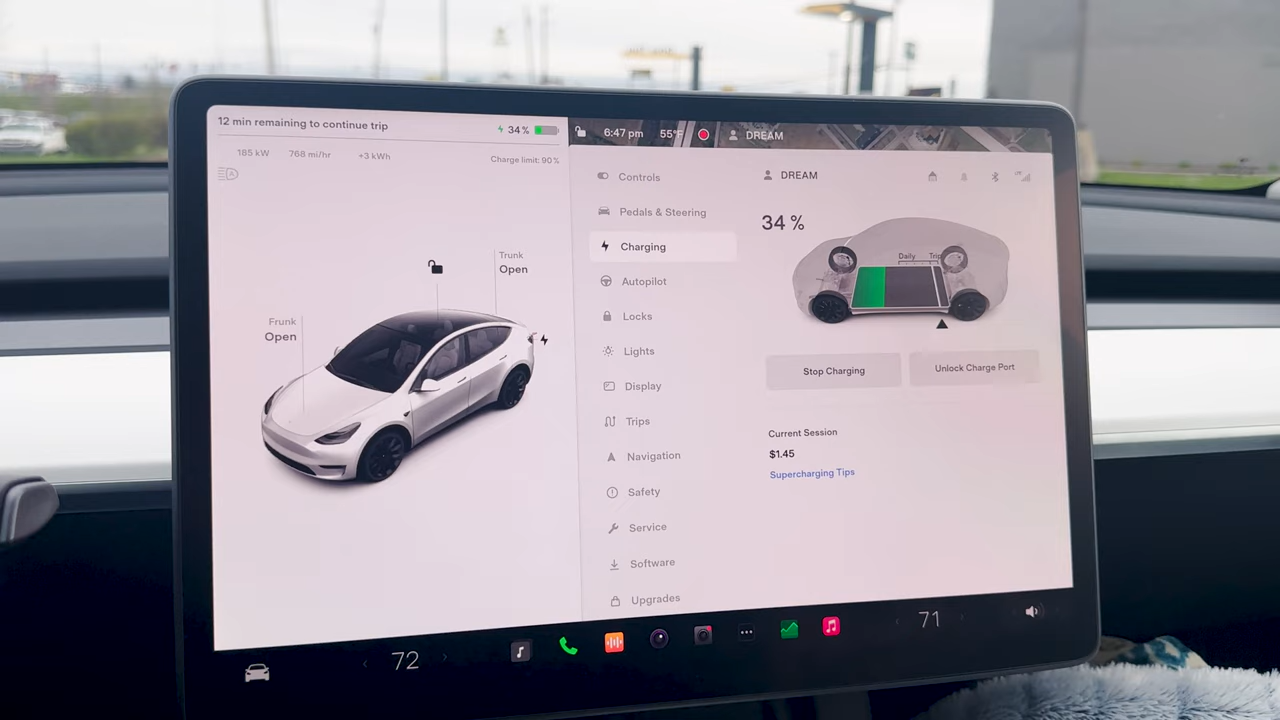 12 min remaining to continue trip
34 %
185 kW 768 mi/hr +3 kWh
Charge limit: 90 %
Trunk
Open
Frunk
Open
6:47 pm 55°F DREAM
Controls
Pedals & Steering
Charging
Autopilot
Locks
Lights
Display
Trips
Navigation
Safety
Service
Software
Upgrades
DREAM
LTE
34 %
Daily Trip
Stop Charging
Unlock Charge Port
Current Session
$1.45
Supercharging Tips
72
71